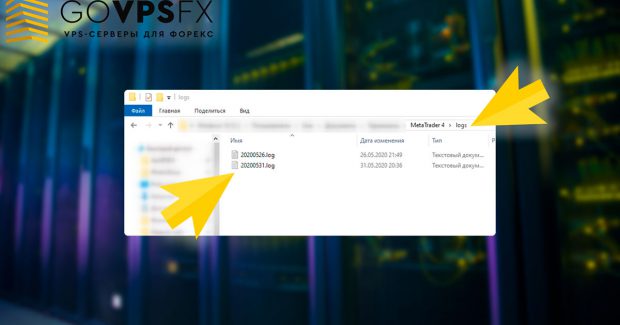 GOVPSFX
VPS-СЕРВЕРЫ ДЛЯ ФОРЕКС
logs
Файл Главная Поделиться Вид
MetaTrader 4 logs
Имя Дата изменения Тип
20200526.log 26.05.2020 21:49 Текстовый докум...
20200531.log 31.05.2020 20:36 Текстовый докум...